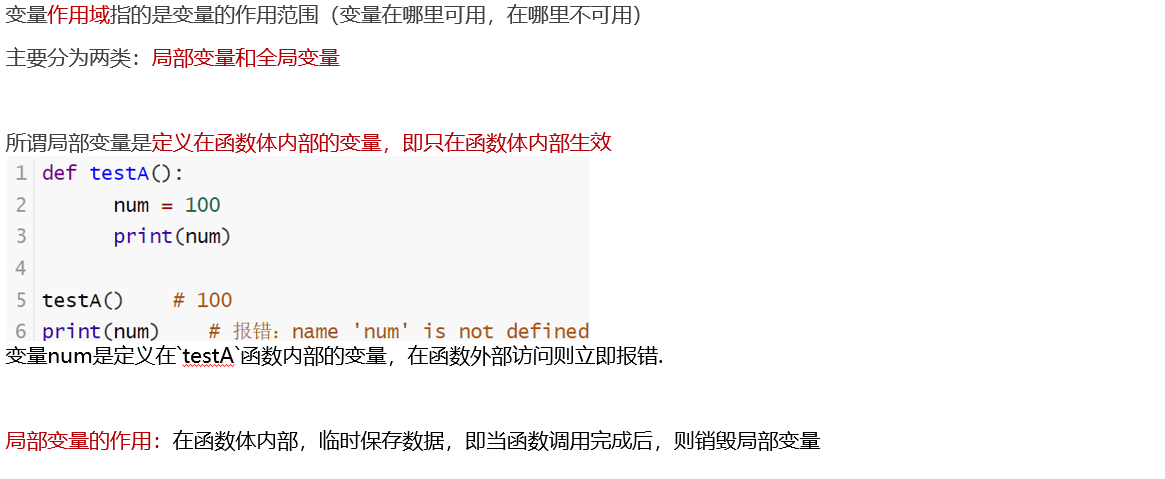 变量作用域指的是变量的作用范围（变量在哪里可用，在哪里不可用）
主要分为两类：局部变量和全局变量
所谓局部变量是定义在函数体内部的变量，即只在函数体内部生效
1 def testA():
2       num = 100
3       print(num)
4
5 testA()    # 100
6 print(num)    # 报错：name 'num' is not defined
变量num是定义在`testA`函数内部的变量，在函数外部访问则立即报错.
局部变量的作用：在函数体内部，临时保存数据，即当函数调用完成后，则销毁局部变量